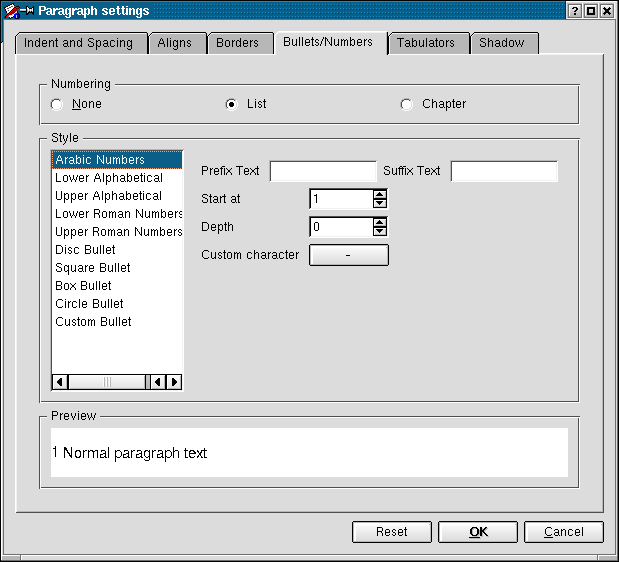 Paragraph settings
Indent and Spacing Aligns Borders Bullets/Numbers Tabulators Shadow
Numbering
None List Chapter
Style
Arabic Numbers
Lower Alphabetical
Upper Alphabetical
Lower Roman Numbers
Upper Roman Numbers
Disc Bullet
Square Bullet
Box Bullet
Circle Bullet
Custom Bullet
Prefix Text Suffix Text
Start at 1
Depth 0
Custom character -
Preview
1 Normal paragraph text
Reset OK Cancel